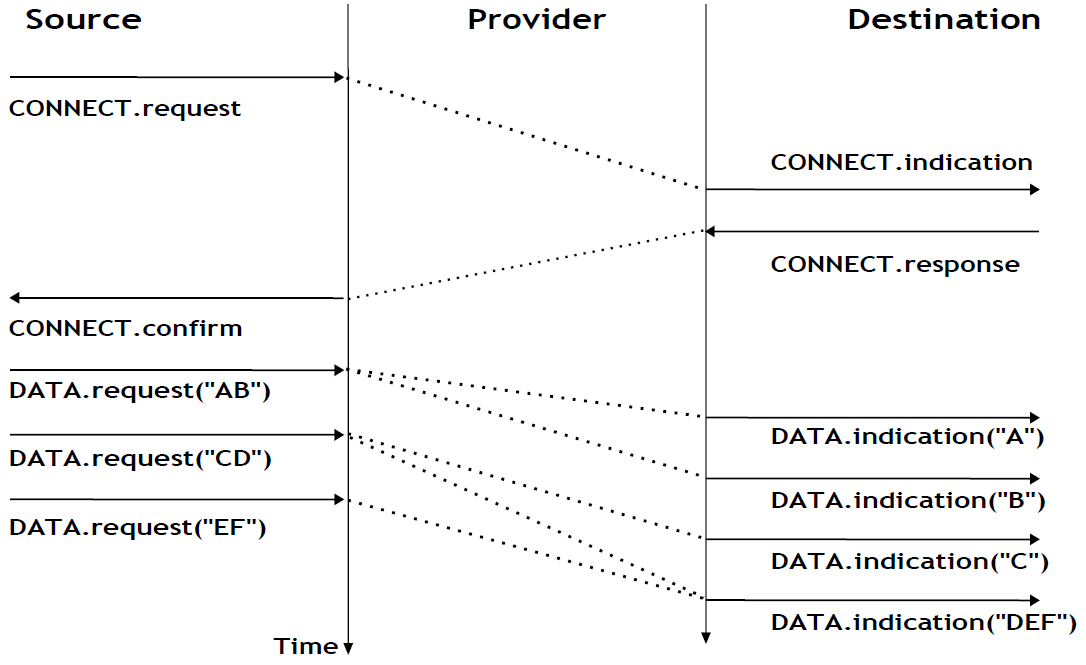 Source Provider Destination
CONNECT.request
CONNECT.indication
CONNECT.response
CONNECT.confirm
DATA.request("AB")
DATA.indication("A")
DATA.request("CD")
DATA.indication("B")
DATA.request("EF")
DATA.indication("C")
DATA.indication("DEF")
Time